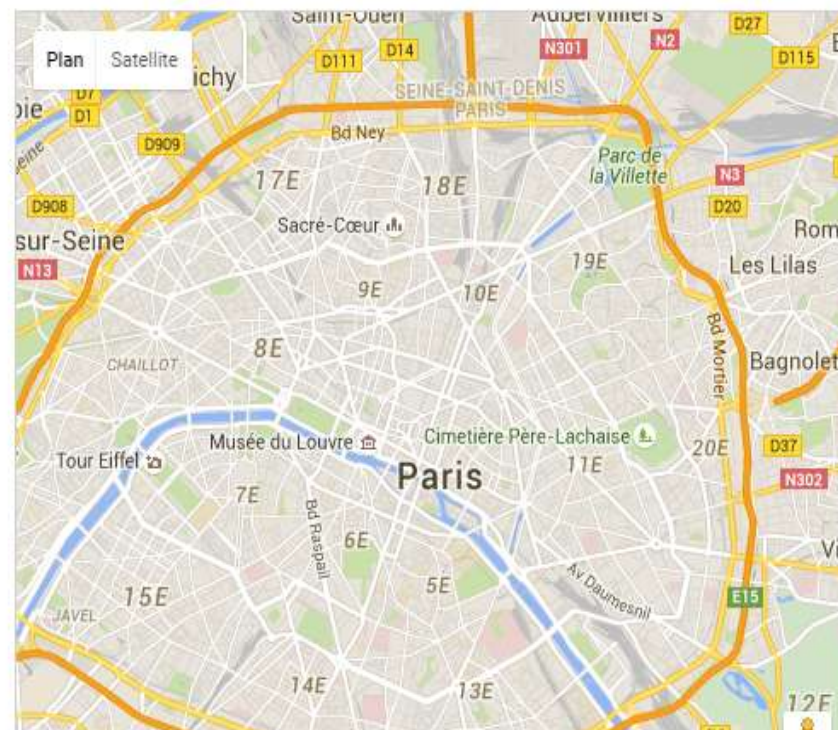 Saint-Ouen
Aubervilliers
D27
N2
N301
D14
D111
D115
Plan
Satellite
ichy
D7
D1
SEINE-SAINT-DENIS
PARIS
Bd Ney
D909
Seine
Parc de
la Villette
N3
17E
18E
D908
D20
Sacré-Cœur
sur-Seine
Rom
N13
19E
Les Lilas
9E
10E
8E
Bd Mortier
CHAILLOT
Bagnolet
Musée du Louvre
Cimetière Père-Lachaise
Tour Eiffel
20E
D37
11E
Paris
N302
7E
Bd Raspail
6E
5E
Av Daumesnil
15E
E15
JAVEL
14E
13E
12E